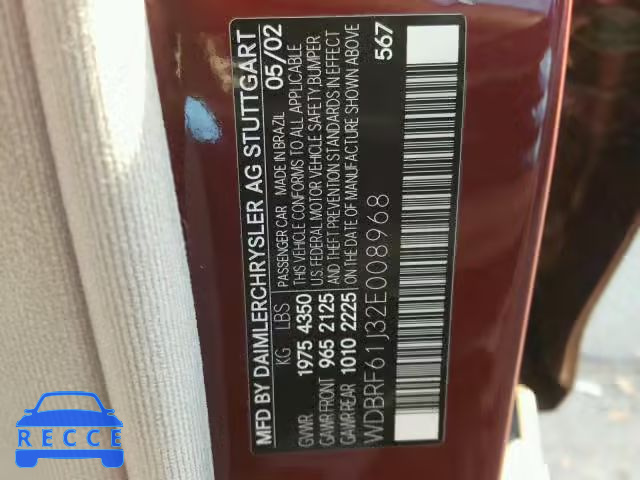 MFD BY DAIMLERCHRYSLER AG STUTTGART
PASSENGER CAR MADE IN BRAZIL 05/02
KG LBS
THIS VEHICLE CONFORMS TO ALL APPLICABLE
U.S. FEDERAL MOTOR VEHICLE SAFETY BUMPER
AND THEFT PREVENTION STANDARDS IN EFFECT
ON THE DATE OF MANUFACTURE SHOWN ABOVE
GVWR 1975 4350
GAWR FRONT 965 2125
GAWR REAR 1010 2225
567
WDBRF61J32E008968
RECCE